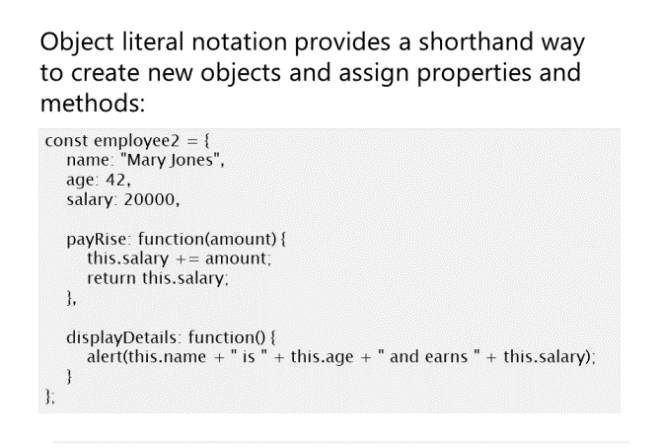 Object literal notation provides a shorthand way
to create new objects and assign properties and
methods:
const employee2 = {
name: "Mary Jones",
age: 42,
salary: 20000,
payRise: function(amount) {
this.salary += amount;
return this.salary;
},
displayDetails: function() {
alert(this.name + " is " + this.age + " and earns " + this.salary);
}
};